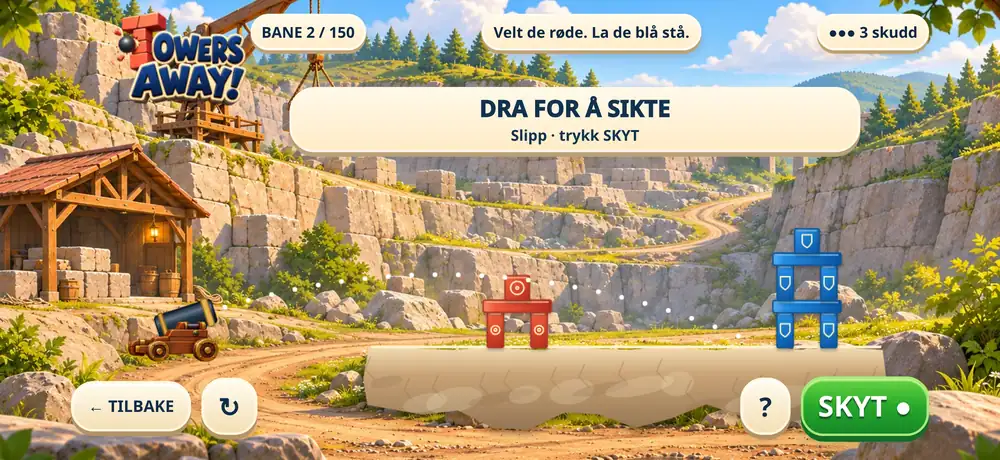 TOWERS
AWAY!
BANE 2 / 150
Velt de røde. La de blå stå.
●●● 3 skudd
DRA FOR Å SIKTE
Slipp · trykk SKYT
← TILBAKE
↻
?
SKYT ●